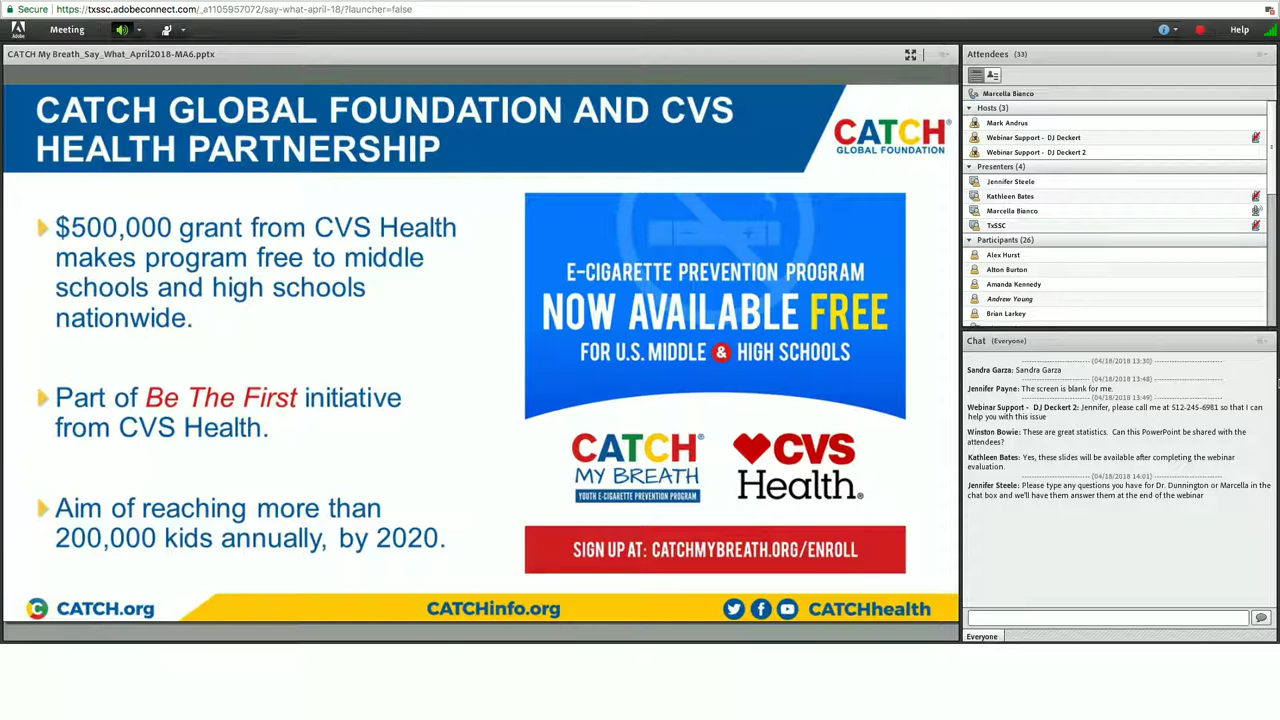 Secure
https://txssc.adobeconnect.com/_a1105957072/say-what-april-18/?launcher=false
Adobe
Meeting
Help
CATCH My Breath_Say_What_April2018-MA6.pptx
CATCH GLOBAL FOUNDATION AND CVS
HEALTH PARTNERSHIP
CATCH®
GLOBAL FOUNDATION
$500,000 grant from CVS Health
makes program free to middle
schools and high schools
nationwide.
Part of Be The First initiative
from CVS Health.
Aim of reaching more than
200,000 kids annually, by 2020.
E-CIGARETTE PREVENTION PROGRAM
NOW AVAILABLE FREE
FOR U.S. MIDDLE & HIGH SCHOOLS
CATCH®
MY BREATH
YOUTH E-CIGARETTE PREVENTION PROGRAM
CVS
Health®
SIGN UP AT: CATCHMYBREATH.ORG/ENROLL
CATCH.org
CATCHinfo.org
CATCHhealth
Attendees (33)
Marcella Bianco
Hosts (3)
Mark Andrus
Webinar Support - DJ Deckert
Webinar Support - DJ Deckert 2
Presenters (4)
Jennifer Steele
Kathleen Bates
Marcella Bianco
TxSSC
Participants (26)
Alex Hurst
Alton Burton
Amanda Kennedy
Andrew Young
Brian Larkey
Chat (Everyone)
(04/18/2018 13:30)
Sandra Garza: Sandra Garza
(04/18/2018 13:48)
Jennifer Payne: The screen is blank for me.
(04/18/2018 13:49)
Webinar Support - DJ Deckert 2: Jennifer, please call me at 512-245-6981 so that I can
help you with this issue
Winston Bowie: These are great statistics. Can this PowerPoint be shared with the
attendees?
Kathleen Bates: Yes, these slides will be available after completing the webinar
evaluation.
(04/18/2018 14:01)
Jennifer Steele: Please type any questions you have for Dr. Dunnington or Marcella in the
chat box and we'll have them answer them at the end of the webinar
Everyone